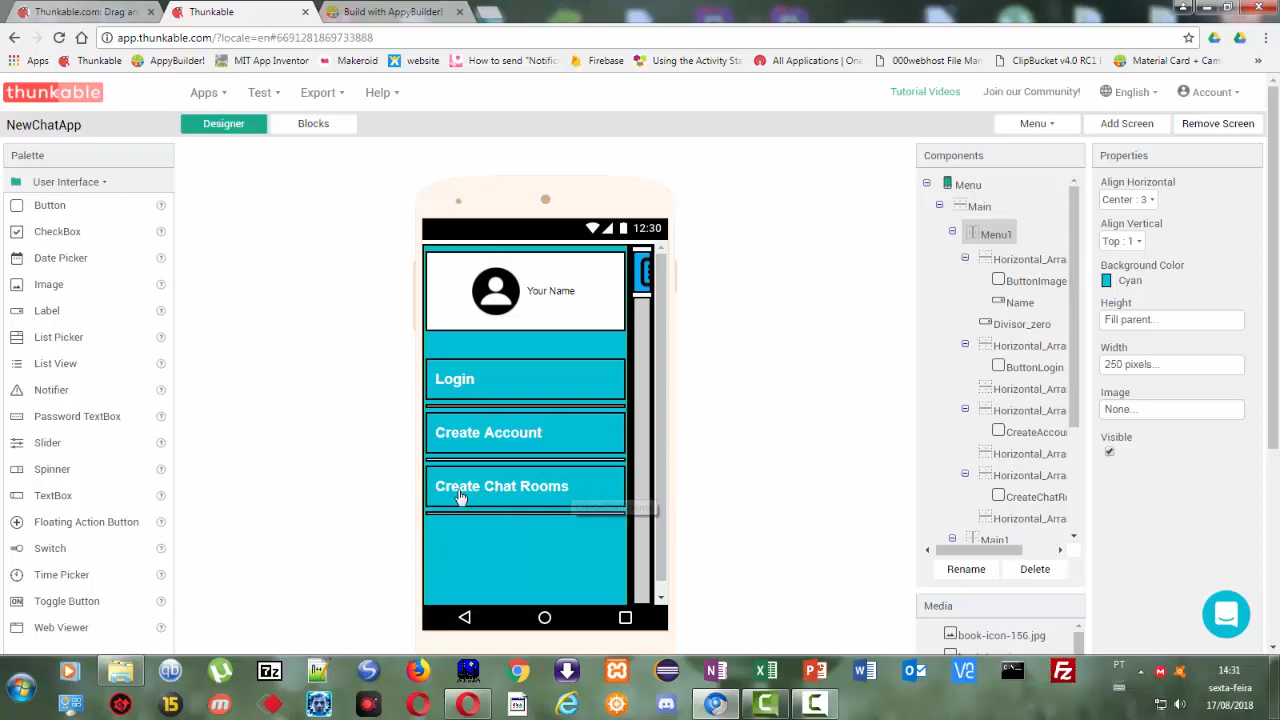 Thunkable.com: Drag an
Thunkable
Build with AppyBuilder!
app.thunkable.com/?locale=en#6691281869733888
Apps
Thunkable
AppyBuilder!
MIT App Inventor
Makeroid
website
How to send "Notific
Firebase
Using the Activity Sta
All Applications | One
000webhost File Man
ClipBucket v4.0 RC1 |
Material Card + Cam
»
thunkable
Apps
Test
Export
Help
Tutorial Videos
Join our Community!
English
Account
NewChatApp
Designer
Blocks
Menu
Add Screen
Remove Screen
Palette
Components
Properties
User Interface
Button
CheckBox
Date Picker
Image
Label
List Picker
List View
Notifier
Password TextBox
Slider
Spinner
TextBox
Floating Action Button
Switch
Time Picker
Toggle Button
Web Viewer
12:30
Your Name
Login
Create Account
Create Chat Rooms
Menu
Main
Menu1
Horizontal_Arra
ButtonImage
Name
Divisor_zero
Horizontal_Arra
ButtonLogin
Horizontal_Arra
Horizontal_Arra
CreateAccou
Horizontal_Arra
Horizontal_Arra
CreateChatRo
Horizontal_Arra
Main1
Rename
Delete
Media
book-icon-156.jpg
Align Horizontal
Center : 3
Align Vertical
Top : 1
Background Color
Cyan
Height
Fill parent...
Width
250 pixels...
Image
None...
Visible
PT
14:31
sexta-feira
17/08/2018